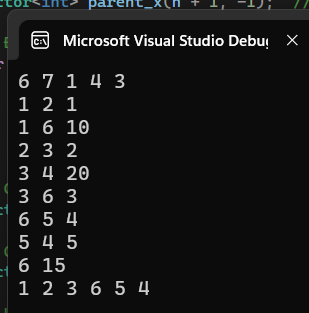 ctor<int> parent_x(n + 1, -1); //
Microsoft Visual Studio Debug
6 7 1 4 3
1 2 1
1 6 10
2 3 2
3 4 20
3 6 3
6 5 4
5 4 5
6 15
1 2 3 6 5 4